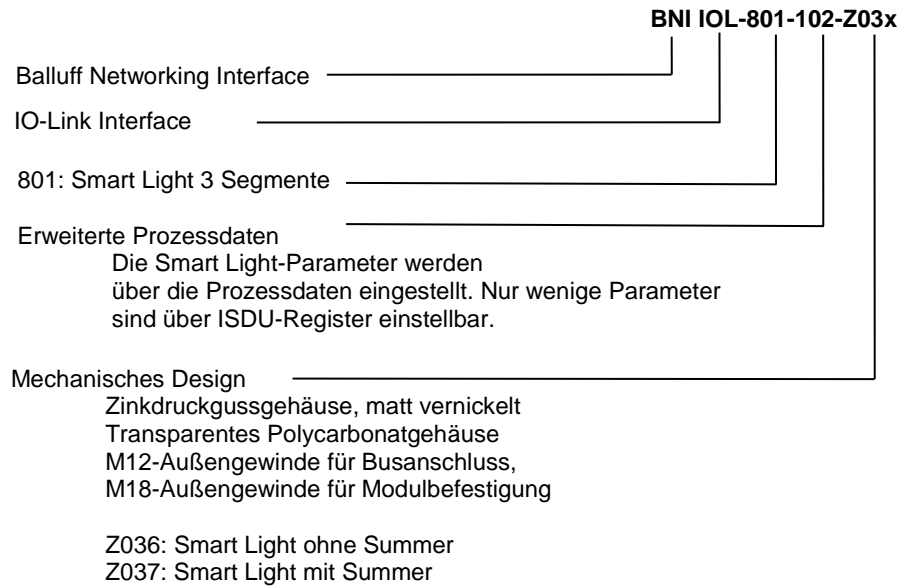 BNI IOL-801-102-Z03x
Balluff Networking Interface
IO-Link Interface
801: Smart Light 3 Segmente
Erweiterte Prozessdaten
Die Smart Light-Parameter werden
über die Prozessdaten eingestellt. Nur wenige Parameter
sind über ISDU-Register einstellbar.
Mechanisches Design
Zinkdruckgussgehäuse, matt vernickelt
Transparentes Polycarbonatgehäuse
M12-Außengewinde für Busanschluss,
M18-Außengewinde für Modulbefestigung
Z036: Smart Light ohne Summer
Z037: Smart Light mit Summer